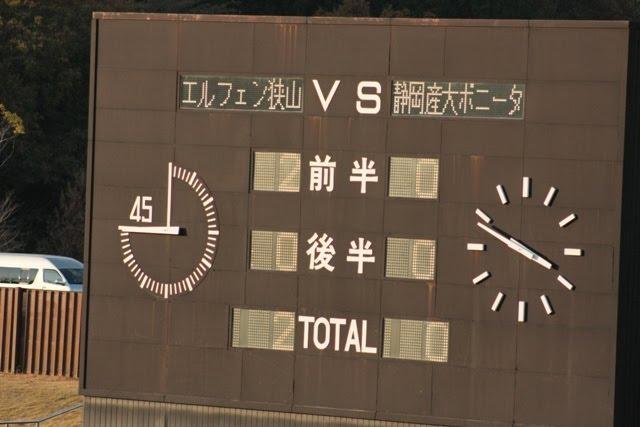 エルフェン狭山 VS 静岡産大ボニータ
2 前半 0
45
0 後半 0
2 TOTAL 0